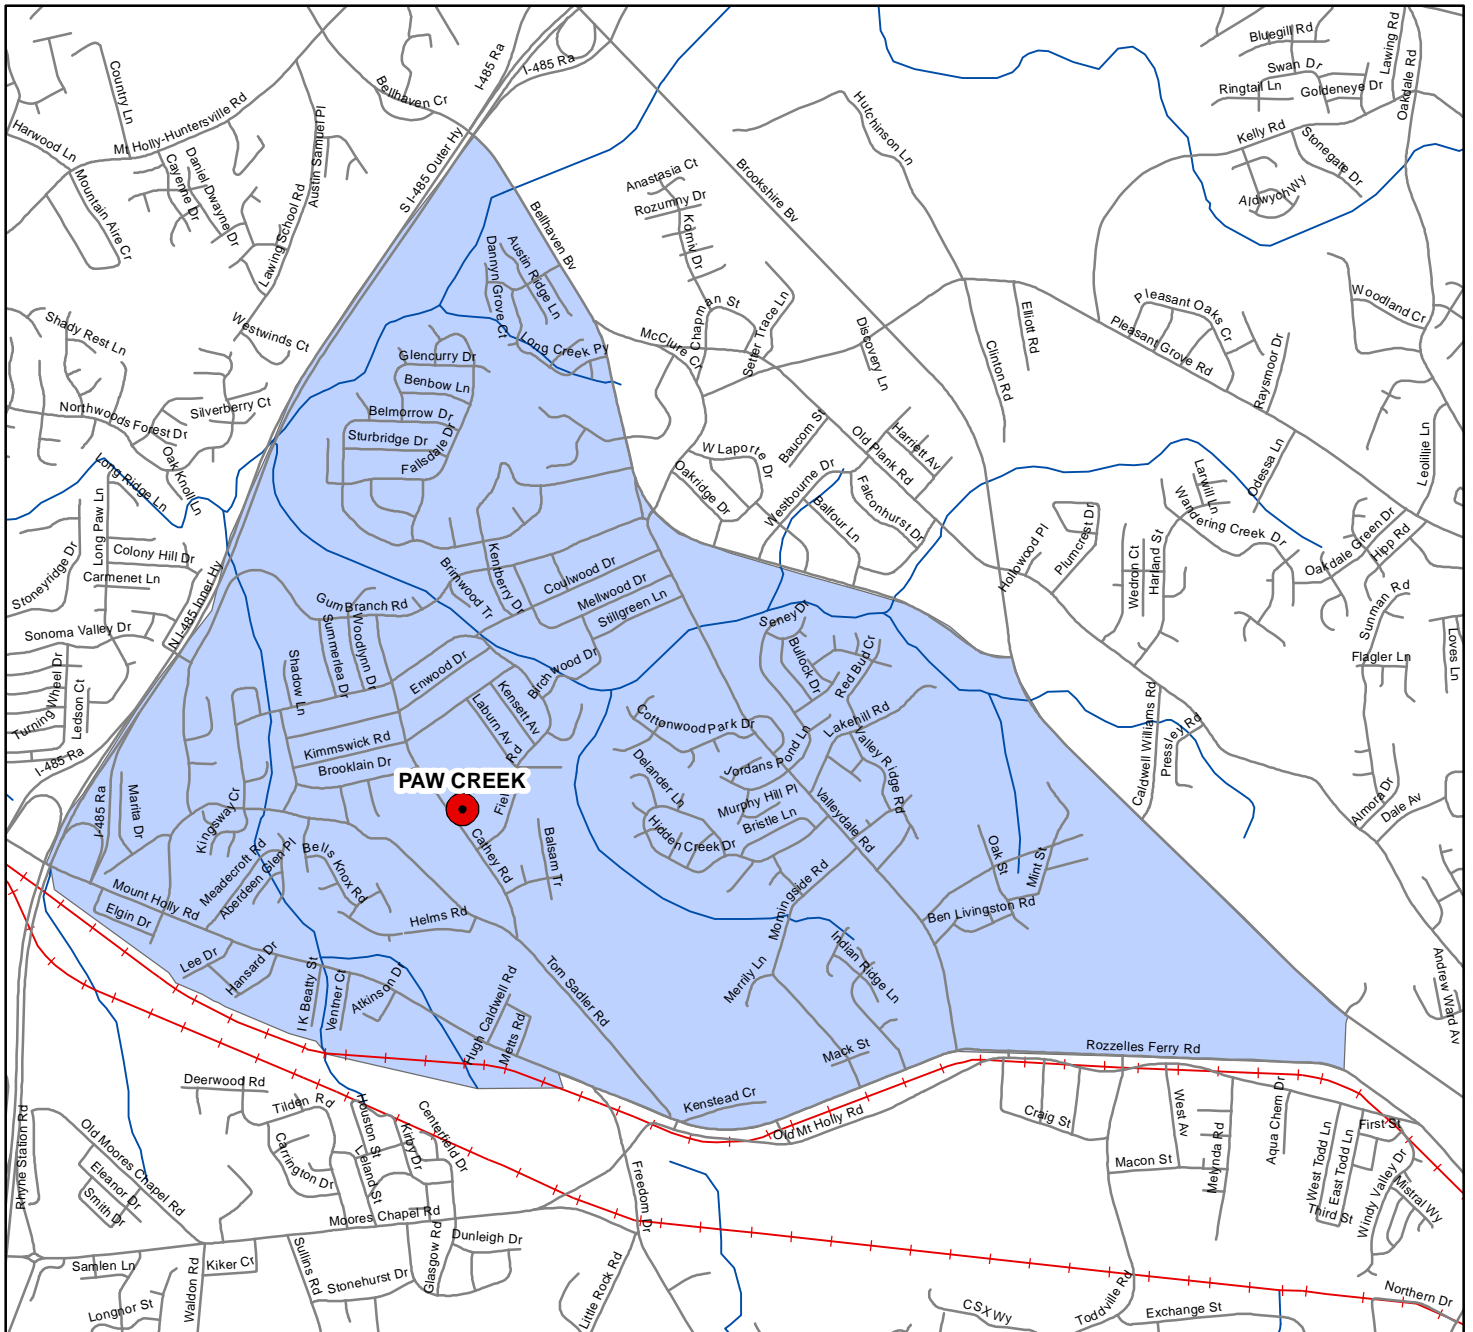 Bluegill Rd
Lawing Rd
Oakdale Rd
Swan Dr
Ringtail Ln
Goldeneye Dr
Kelly Rd
Stonegate Dr
Aldwych Wy
I-485 Ra
I-485 Ra
Country Ln
Bellhaven Cr
Mt Holly-Huntersville Rd
Harwood Ln
Cayenne Dr
Daniel Dwayne Dr
Austin Samuel Pl
Mountain Aire Cr
Lawing School Rd
S I-485 Outer Hy
Hutchinson Ln
Brookshire Bv
Anastasia Ct
Rozumny Dr
Korniv Dr
Bellhaven Bv
Austin Ridge Ln
Dannyn Grove Ct
Long Creek Py
Chapman St
Setter Trace Ln
McClure Cr
Discovery Ln
Elliott Rd
Clinton Rd
Pleasant Oaks Cr
Pleasant Grove Rd
Raysmoor Dr
Woodland Cr
Shady Rest Ln
Westwinds Ct
Silverberry Ct
Northwoods Forest Dr
Oak Knoll Ln
Long Ridge Ln
Long Paw Ln
Glencurry Dr
Benbow Ln
Belmorrow Dr
Sturbridge Dr
Fallsdale Dr
W Laporte Dr
Oakridge Dr
Baucom St
Westbourne Dr
Old Plank Rd
Harriett Av
Falconhurst Dr
Balfour Ln
Odessa Ln
Leolillie Ln
Larwill Ln
Wandering Creek Dr
Oakdale Green Dr
Hipp Rd
Hollowood Pl
Plumcrest Dr
Wedron Ct
Harland St
Sunman Rd
Flagler Ln
Loves Ln
Stoneyridge Dr
Colony Hill Dr
Carmenet Ln
N I-485 Inner Hy
Sonoma Valley Dr
Turning Wheel Dr
Ledson Ct
I-485 Ra
Gum Branch Rd
Brimwood Tr
Kentberry Dr
Coulwood Dr
Mellwood Dr
Stillgreen Ln
Summerlea Dr
Woodlynn Dr
Shadow Ln
Enwood Dr
Birchwood Dr
Kensett Av
Laburn Av
Kimmswick Rd
Brooklain Dr
Seney Dr
Bullock Dr
Red Bud Cr
Cottonwood Park Dr
Lakehill Rd
Jordans Pond Ln
Valley Ridge Rd
Delander Ln
Murphy Hill Pl
Bristle Ln
Hidden Creek Dr
Valleydale Rd
Caldwell Williams Rd
Pressley Rd
Almora Dr
Dale Av
PAW CREEK
I-485 Ra
Marita Dr
Kingsway Cr
Meadecroft Rd
Aberdeen Glen Pl
Bells Knox Rd
Cathey Rd
Balsam Tr
Oak St
Mint St
Ben Livingston Rd
Morningside Rd
Mount Holly Rd
Elgin Dr
Helms Rd
Lee Dr
Hansard Dr
I K Beatty St
Ventner Ct
Atkinson Dr
Hugh Caldwell Rd
Metts Rd
Tom Sadler Rd
Merrily Ln
Indian Ridge Ln
Mack St
Andrew Ward Av
Rozzelles Ferry Rd
Kenstead Cr
Old Mt Holly Rd
Craig St
West Av
Melynda Rd
Macon St
Aqua Chem Dr
West Todd Ln
East Todd Ln
First St
Third St
Windy Valley Dr
Mistral Wy
Deerwood Rd
Tilden Rd
Houston St
Kirby Dr
Centerfield Dr
Carrington Dr
Leland St
Rhyne Station Rd
Old Moores Chapel Rd
Eleanor Dr
Smith Dr
Moores Chapel Rd
Freedom Dr
Dunleigh Dr
Glasgow Rd
Samlen Ln
Kiker Ct
Waldon Rd
Longnor St
Sullins Rd
Stonehurst Dr
Little Rock Rd
CSX Wy
Toddville Rd
Exchange St
Northern Dr